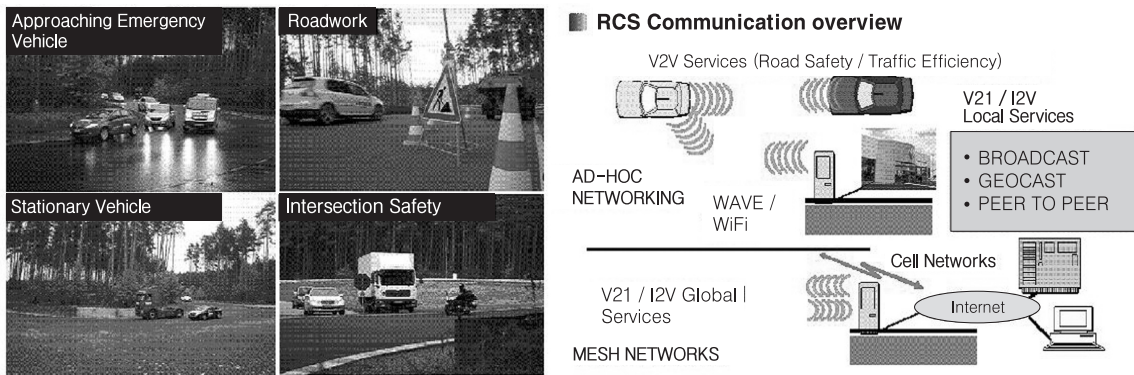 Approaching Emergency
Vehicle
Roadwork
Stationary Vehicle
Intersection Safety
RCS Communication overview
V2V Services (Road Safety / Traffic Efficiency)
V21 / I2V
Local Services
• BROADCAST
• GEOCAST
• PEER TO PEER
AD-HOC
NETWORKING
WAVE /
WiFi
Cell Networks
V21 / I2V Global |
Services
Internet
MESH NETWORKS